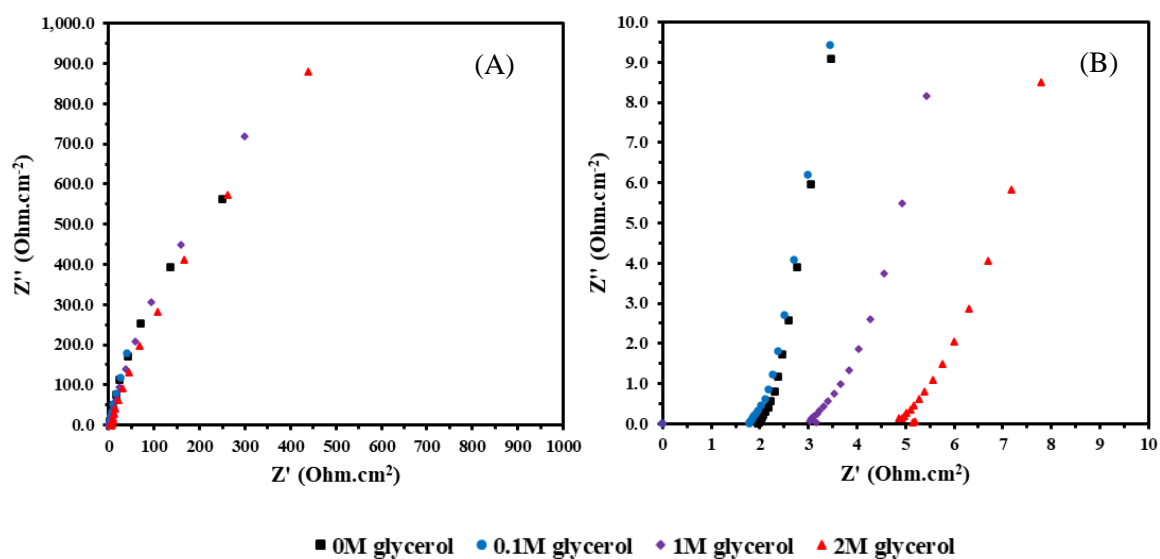 1,000.0
900.0
800.0
700.0
600.0
500.0
400.0
300.0
200.0
100.0
0.0
Z'' (Ohm.cm-2)
(A)
0 100 200 300 400 500 600 700 800 900 1000
Z' (Ohm.cm2)
10.0
9.0
8.0
7.0
6.0
5.0
4.0
3.0
2.0
1.0
0.0
Z'' (Ohm.cm-2)
(B)
0 1 2 3 4 5 6 7 8 9 10
Z' (Ohm.cm2)
0M glycerol 0.1M glycerol 1M glycerol 2M glycerol